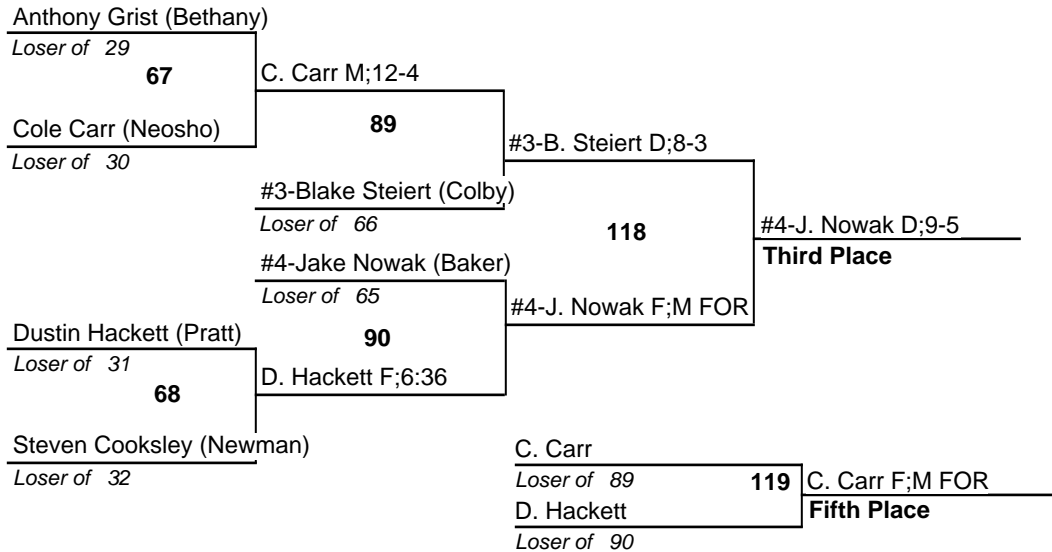 Anthony Grist (Bethany)
Loser of 29
67
C. Carr M;12-4
Cole Carr (Neosho)
Loser of 30
89
#3-B. Steiert D;8-3
#3-Blake Steiert (Colby)
Loser of 66
118
#4-J. Nowak D;9-5
Third Place
#4-Jake Nowak (Baker)
Loser of 65
#4-J. Nowak F;M FOR
Dustin Hackett (Pratt)
Loser of 31
90
68
D. Hackett F;6:36
Steven Cooksley (Newman)
Loser of 32
C. Carr
Loser of 89
119
C. Carr F;M FOR
Fifth Place
D. Hackett
Loser of 90